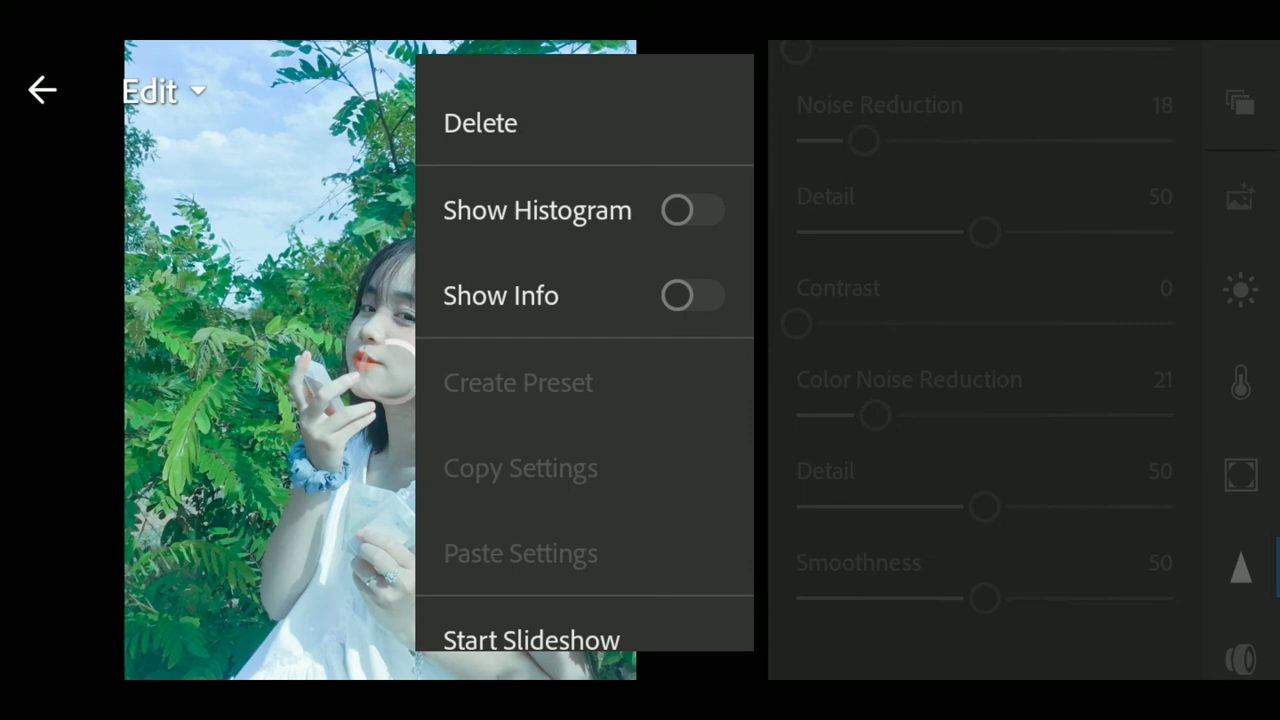 Edit
Delete
Show Histogram
Show Info
Create Preset
Copy Settings
Paste Settings
Start Slideshow
Noise Reduction 18
Detail 50
Contrast 0
Color Noise Reduction 21
Detail 50
Smoothness 50